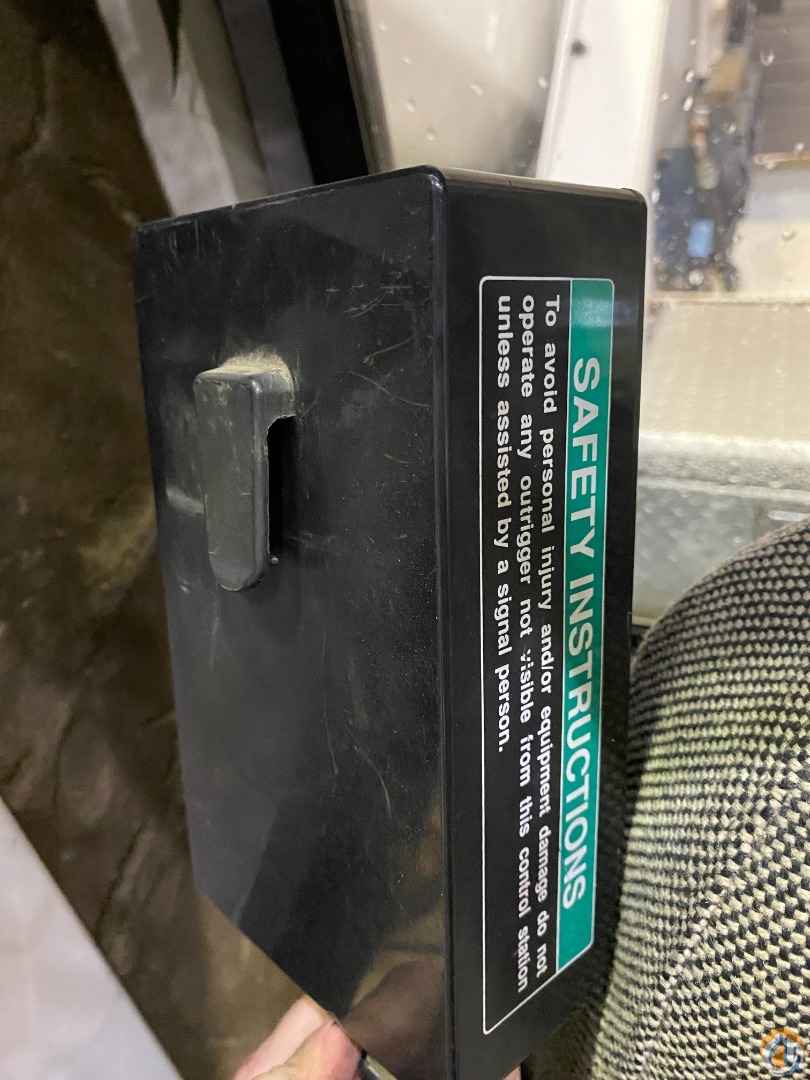 SAFETY INSTRUCTIONS
To avoid personal injury and/or equipment damage do not
operate any outrigger not visible from this control station
unless assisted by a signal person.